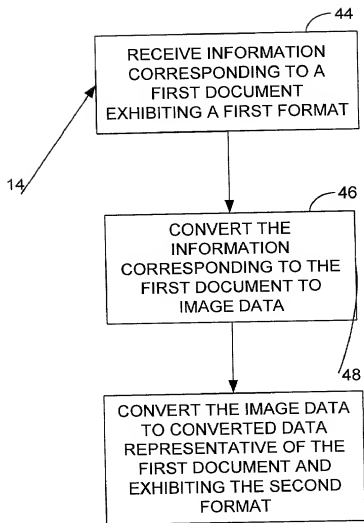 44
RECEIVE INFORMATION
CORRESPONDING TO A
FIRST DOCUMENT
EXHIBITING A FIRST FORMAT
14
46
CONVERT THE
INFORMATION
CORRESPONDING TO THE
FIRST DOCUMENT TO
IMAGE DATA
48
CONVERT THE IMAGE DATA
TO CONVERTED DATA
REPRESENTATIVE OF THE
FIRST DOCUMENT AND
EXHIBITING THE SECOND
FORMAT